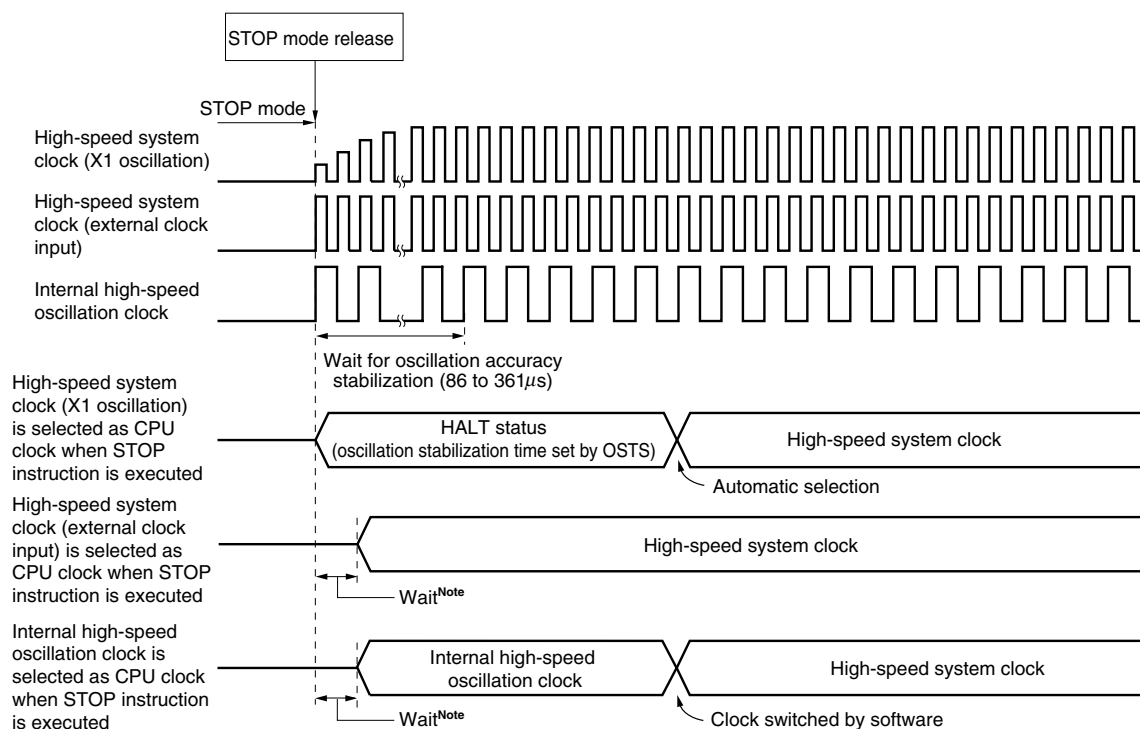 STOP mode release
STOP mode
High-speed system
clock (X1 oscillation)
High-speed system
clock (external clock
input)
Internal high-speed
oscillation clock
Wait for oscillation accuracy
stabilization (86 to 361μs)
High-speed system
clock (X1 oscillation)
is selected as CPU
clock when STOP
instruction is executed
HALT status
(oscillation stabilization time set by OSTS)
High-speed system clock
Automatic selection
High-speed system
clock (external clock
input) is selected as
CPU clock when STOP
instruction is executed
High-speed system clock
WaitNote
Internal high-speed
oscillation clock is
selected as CPU clock
when STOP instruction
is executed
Internal high-speed
oscillation clock
High-speed system clock
WaitNote
Clock switched by software